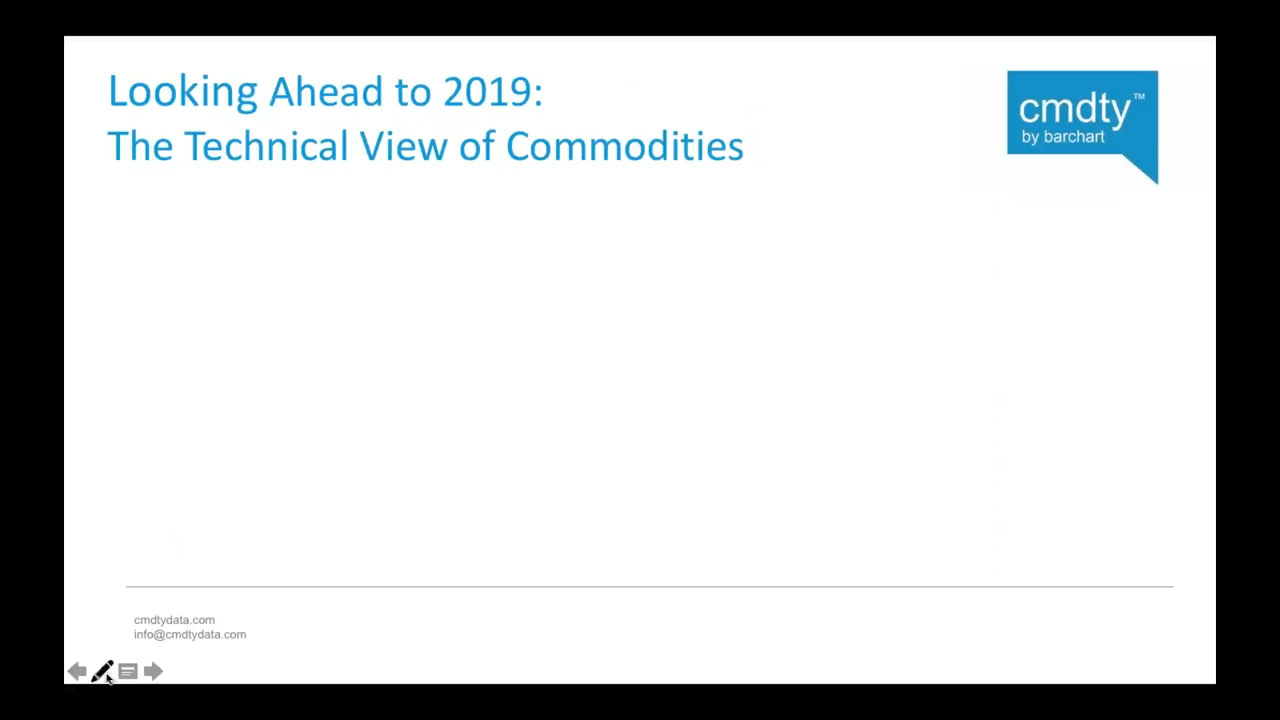 Looking Ahead to 2019:
The Technical View of Commodities
cmdty™
by barchart
cmdtydata.com
info@cmdtydata.com